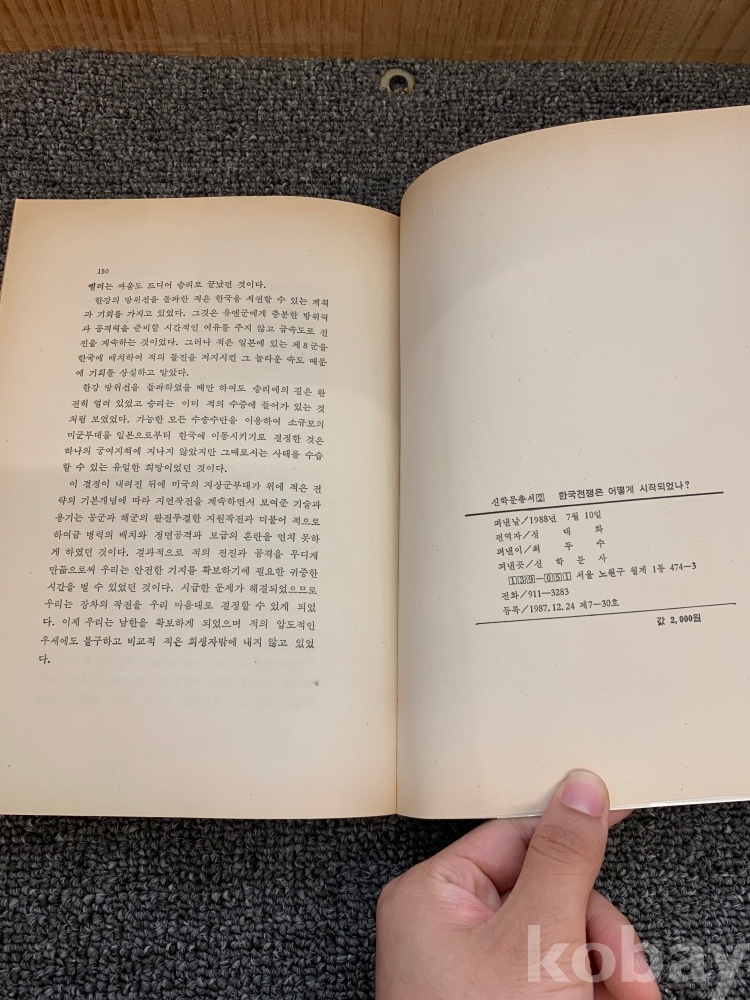 150
벨려는 싸움도 드디어 승리로 끝났던 것이다.
한강의 방위선을 돌파한 적은 한국을 석권할 수 있는 계획
과 기회를 가지고 있었다. 그것은 유엔군에게 충분한 방위력
과 공격력을 준비할 시간적인 여유를 주지 않고 급속도로 전
진을 계속하는 것이었다. 그러나 적은 일본에 있는 제 8 군을
한국에 배치하여 적의 돌진을 저지시킨 그 놀라운 속도 때문
에 기회를 상실하고 말았다.
한강 방위선을 돌파하였을 때만 하여도 승리에의 길은 완
전히 열려 있었고 승리는 이미 적의 수중에 들어가 있는 것
처럼 보였었다. 가능한 모든 수송수단을 이용하여 소규모의
미군부대를 일본으로부터 한국에 이동시키기로 결정한 것은
하나의 궁여지책에 지나지 않았지만 그때로서는 사태를 수습
할 수 있는 유일한 희망이었던 것이다.
이 결정이 내려진 뒤에 미국의 지상군부대가 위에 적은 전
략의 기본개념에 따라 지연작전을 계속하면서 보여준 기술과
용기는 공군과 해군의 완전무결한 지원작전과 더불어 적으로
하여금 병력의 배치와 정면공격과 보급의 혼란을 면치 못하
게 하였던 것이다. 결과적으로 적의 전진과 공격을 무디게
만듦으로써 우리는 안전한 기지를 확보하기에 필요한 귀중한
시간을 벌 수 있었던 것이다. 시급한 문제가 해결되었으므로
우리는 장차의 작전을 우리 마음대로 결정할 수 있게 되었
다. 이제 우리는 남한을 확보하게 되었으며 적의 압도적인
우세에도 불구하고 비교적 적은 희생자밖에 내지 않고 있었
다.
신학문총서[2] 한국전쟁은 어떻게 시작되었나?
펴낸날/1988년 7월 10일
편역자/정 대 화
펴낸이/최 두 수
펴낸곳/신 학 문 사
139-051 서울 노원구 월계 1동 474-3
전화/911-3283
등록/1987.12.24 제7-30호
값 2,000원
kobay